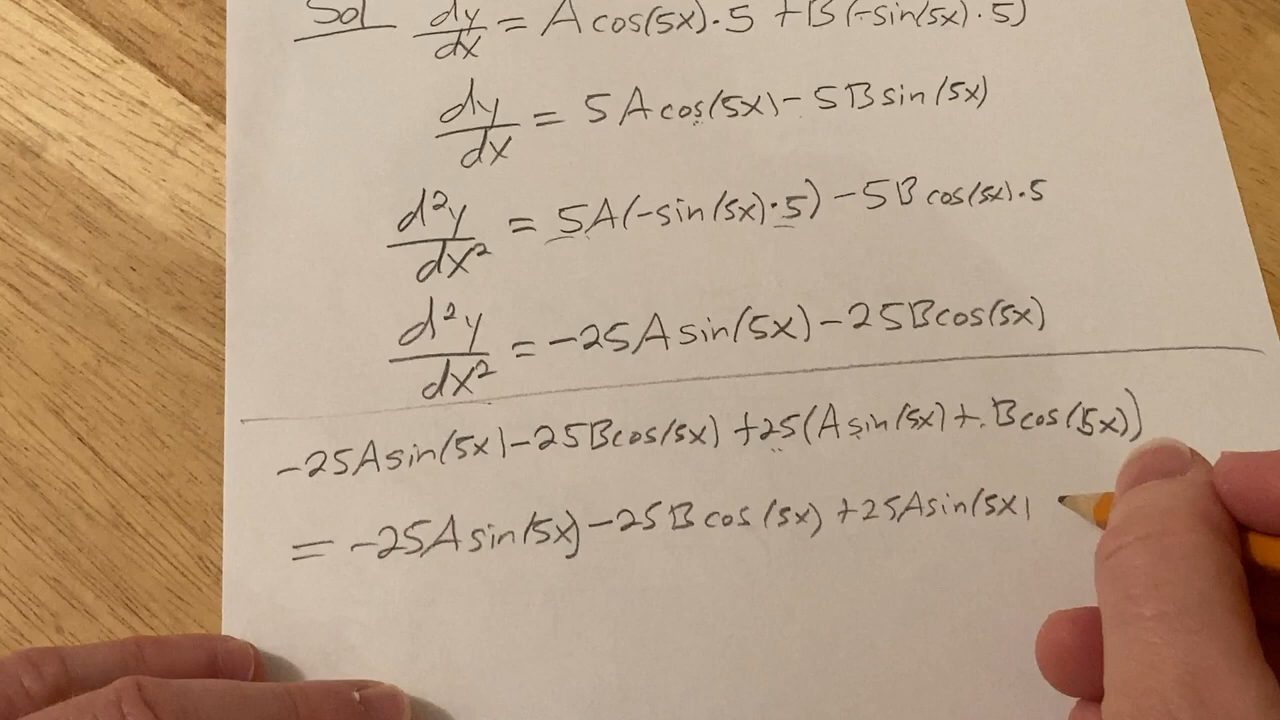 Sol dy/dx = A cos(5x)·5 + B(-sin(5x)·5)
dy/dx = 5A cos(5x) - 5B sin(5x)
d²y/dx² = 5A(-sin(5x)·5) - 5B cos(5x)·5
d²y/dx² = -25A sin(5x) - 25B cos(5x)
-25A sin(5x) - 25B cos(5x) + 25(A sin(5x) + B cos(5x))
= -25A sin(5x) - 25B cos(5x) + 25A sin(5x)